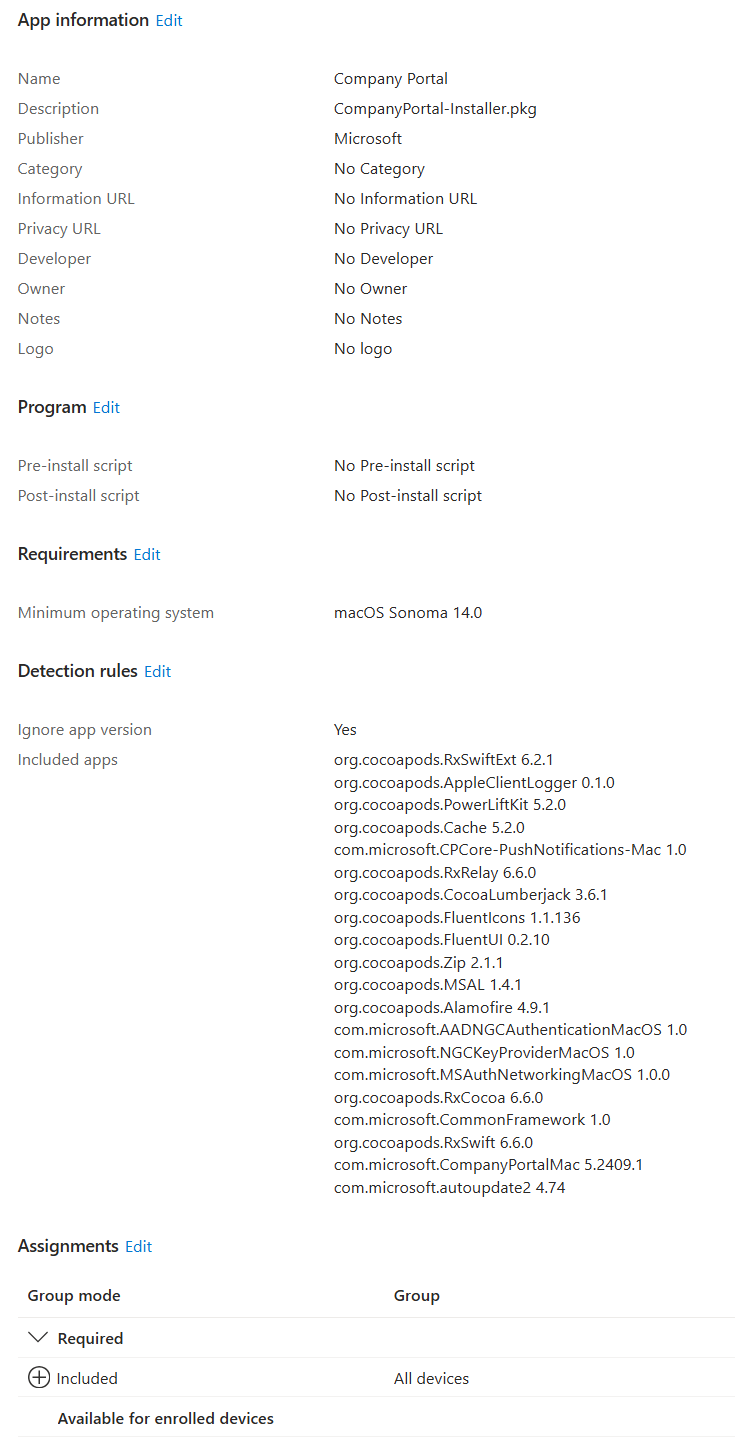 App information Edit
Name Company Portal
Description CompanyPortal-Installer.pkg
Publisher Microsoft
Category No Category
Information URL No Information URL
Privacy URL No Privacy URL
Developer No Developer
Owner No Owner
Notes No Notes
Logo No logo
Program Edit
Pre-install script No Pre-install script
Post-install script No Post-install script
Requirements Edit
Minimum operating system macOS Sonoma 14.0
Detection rules Edit
Ignore app version Yes
Included apps org.cocoapods.RxSwiftExt 6.2.1
org.cocoapods.AppleClientLogger 0.1.0
org.cocoapods.PowerLiftKit 5.2.0
org.cocoapods.Cache 5.2.0
com.microsoft.CPCore-PushNotifications-Mac 1.0
org.cocoapods.RxRelay 6.6.0
org.cocoapods.CocoaLumberjack 3.6.1
org.cocoapods.FluentIcons 1.1.136
org.cocoapods.FluentUI 0.2.10
org.cocoapods.Zip 2.1.1
org.cocoapods.MSAL 1.4.1
org.cocoapods.Alamofire 4.9.1
com.microsoft.AADNGCAuthenticationMacOS 1.0
com.microsoft.NGCKeyProviderMacOS 1.0
com.microsoft.MSAuthNetworkingMacOS 1.0.0
org.cocoapods.RxCocoa 6.6.0
com.microsoft.CommonFramework 1.0
org.cocoapods.RxSwift 6.6.0
com.microsoft.CompanyPortalMac 5.2409.1
com.microsoft.autoupdate2 4.74
Assignments Edit
Group mode Group
Required
Included All devices
Available for enrolled devices